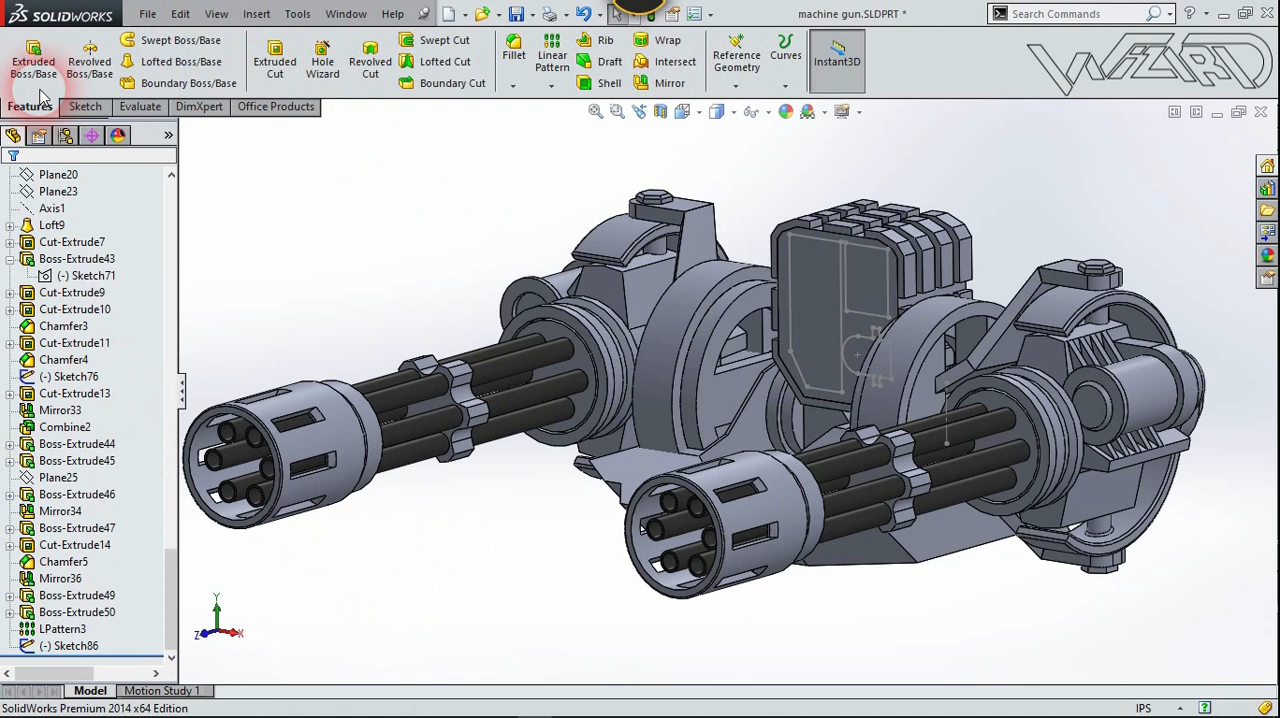 SOLIDWORKS File Edit View Insert Tools Window Help machine gun.SLDPRT * Search Commands
Extruded Boss/Base
Revolved Boss/Base
Swept Boss/Base
Lofted Boss/Base
Boundary Boss/Base
Extruded Cut
Hole Wizard
Revolved Cut
Swept Cut
Lofted Cut
Boundary Cut
Fillet
Linear Pattern
Rib
Draft
Shell
Wrap
Intersect
Mirror
Reference Geometry
Curves
Instant3D
WIZARD
Features Sketch Evaluate DimXpert Office Products
Plane20
Plane23
Axis1
Loft9
Cut-Extrude7
Boss-Extrude43
(-) Sketch71
Cut-Extrude9
Cut-Extrude10
Chamfer3
Cut-Extrude11
Chamfer4
(-) Sketch76
Cut-Extrude13
Mirror33
Combine2
Boss-Extrude44
Boss-Extrude45
Plane25
Boss-Extrude46
Mirror34
Boss-Extrude47
Cut-Extrude14
Chamfer5
Mirror36
Boss-Extrude49
Boss-Extrude50
LPattern3
(-) Sketch86
Y
Z X
Model Motion Study 1
SolidWorks Premium 2014 x64 Edition IPS